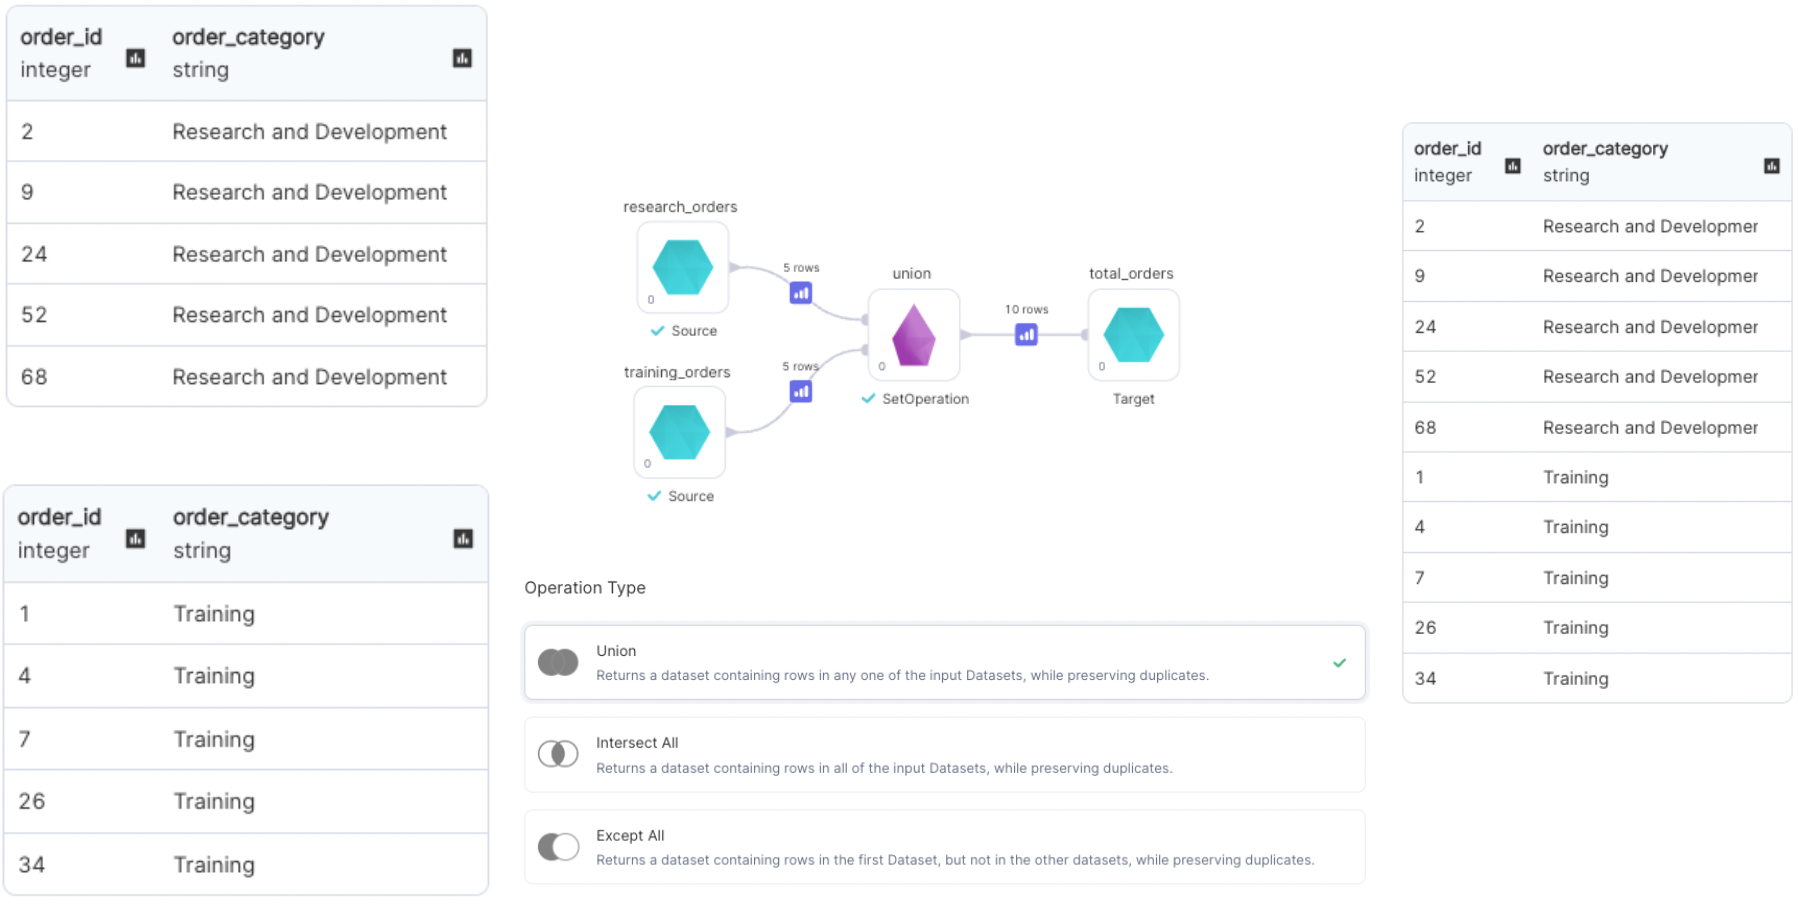 order_id order_category
integer string
2 Research and Development
9 Research and Development
24 Research and Development
52 Research and Development
68 Research and Development
order_id order_category
integer string
1 Training
4 Training
7 Training
26 Training
34 Training
research_orders
5 rows
0
Source
training_orders
5 rows
0
Source
union
0
SetOperation
10 rows
total_orders
0
Target
Operation Type
Union
Returns a dataset containing rows in any one of the input Datasets, while preserving duplicates.
Intersect All
Returns a dataset containing rows in all of the input Datasets, while preserving duplicates.
Except All
Returns a dataset containing rows in the first Dataset, but not in the other datasets, while preserving duplicates.
order_id order_category
integer string
2 Research and Developmer
9 Research and Developmer
24 Research and Developmer
52 Research and Developmer
68 Research and Developmer
1 Training
4 Training
7 Training
26 Training
34 Training